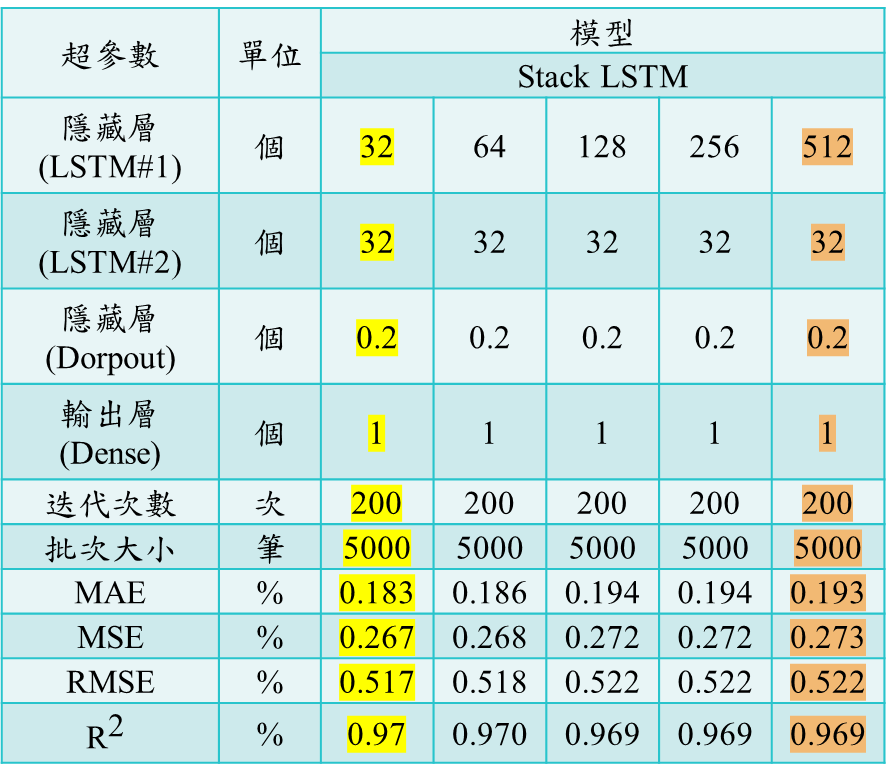 超參數 單位 模型
Stack LSTM
隱藏層
(LSTM#1) 個 32 64 128 256 512
隱藏層
(LSTM#2) 個 32 32 32 32 32
隱藏層
(Dorpout) 個 0.2 0.2 0.2 0.2 0.2
輸出層
(Dense) 個 1 1 1 1 1
迭代次數 次 200 200 200 200 200
批次大小 筆 5000 5000 5000 5000 5000
MAE % 0.183 0.186 0.194 0.194 0.193
MSE % 0.267 0.268 0.272 0.272 0.273
RMSE % 0.517 0.518 0.522 0.522 0.522
R2 % 0.97 0.970 0.969 0.969 0.969